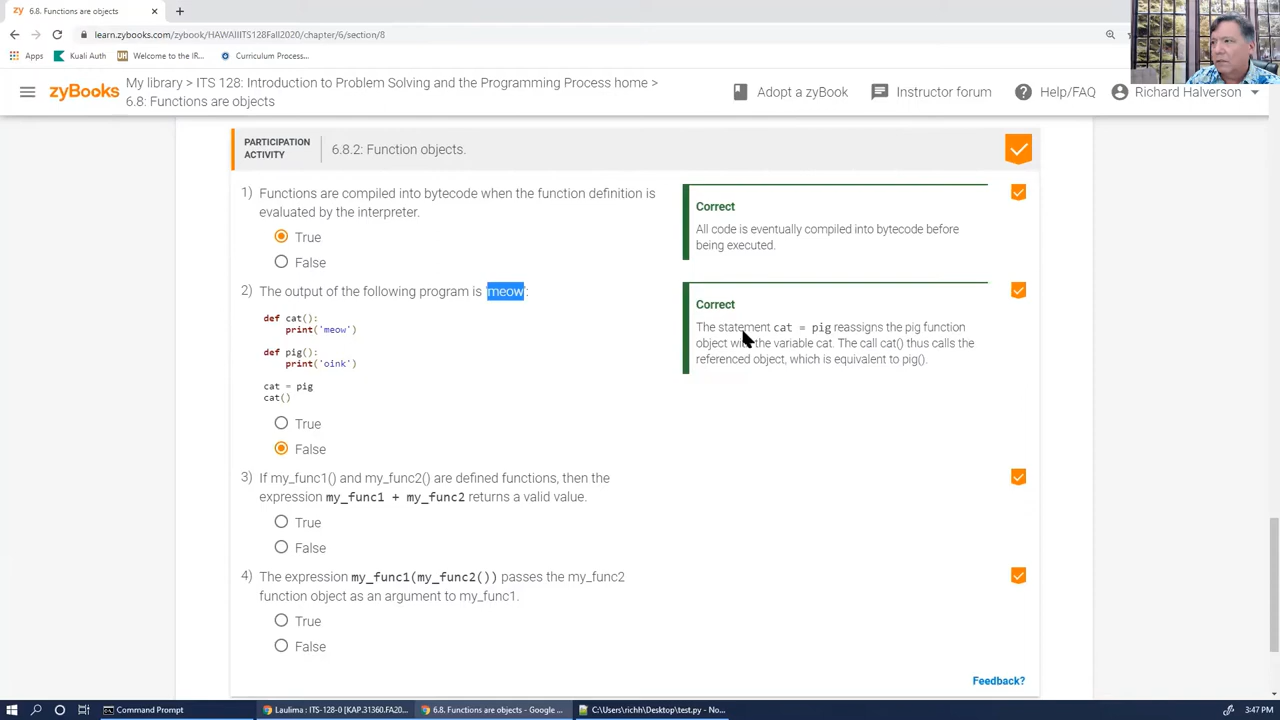 6.8. Functions are objects
learn.zybooks.com/zybook/HAWAIIITS128Fall2020/chapter/6/section/8
Apps
Kuali Auth
UH
Welcome to the IR...
Curriculum Process...
zyBooks
My library > ITS 128: Introduction to Problem Solving and the Programming Process home >
6.8: Functions are objects
Adopt a zyBook
Instructor forum
Help/FAQ
Richard Halverson
PARTICIPATION
ACTIVITY
6.8.2: Function objects.
1) Functions are compiled into bytecode when the function definition is
evaluated by the interpreter.
True
False
Correct
All code is eventually compiled into bytecode before
being executed.
2) The output of the following program is 'meow':
def cat():
print('meow')
def pig():
print('oink')
cat = pig
cat()
True
False
Correct
The statement cat = pig reassigns the pig function
object with the variable cat. The call cat() thus calls the
referenced object, which is equivalent to pig().
3) If my_func1() and my_func2() are defined functions, then the
expression my_func1 + my_func2 returns a valid value.
True
False
4) The expression my_func1(my_func2()) passes the my_func2
function object as an argument to my_func1.
True
False
Feedback?
Command Prompt
Laulima : ITS-128-0 [KAP.31360.FA20...
6.8. Functions are objects - Google ...
C:\Users\richh\Desktop\test.py - No...
3:47 PM